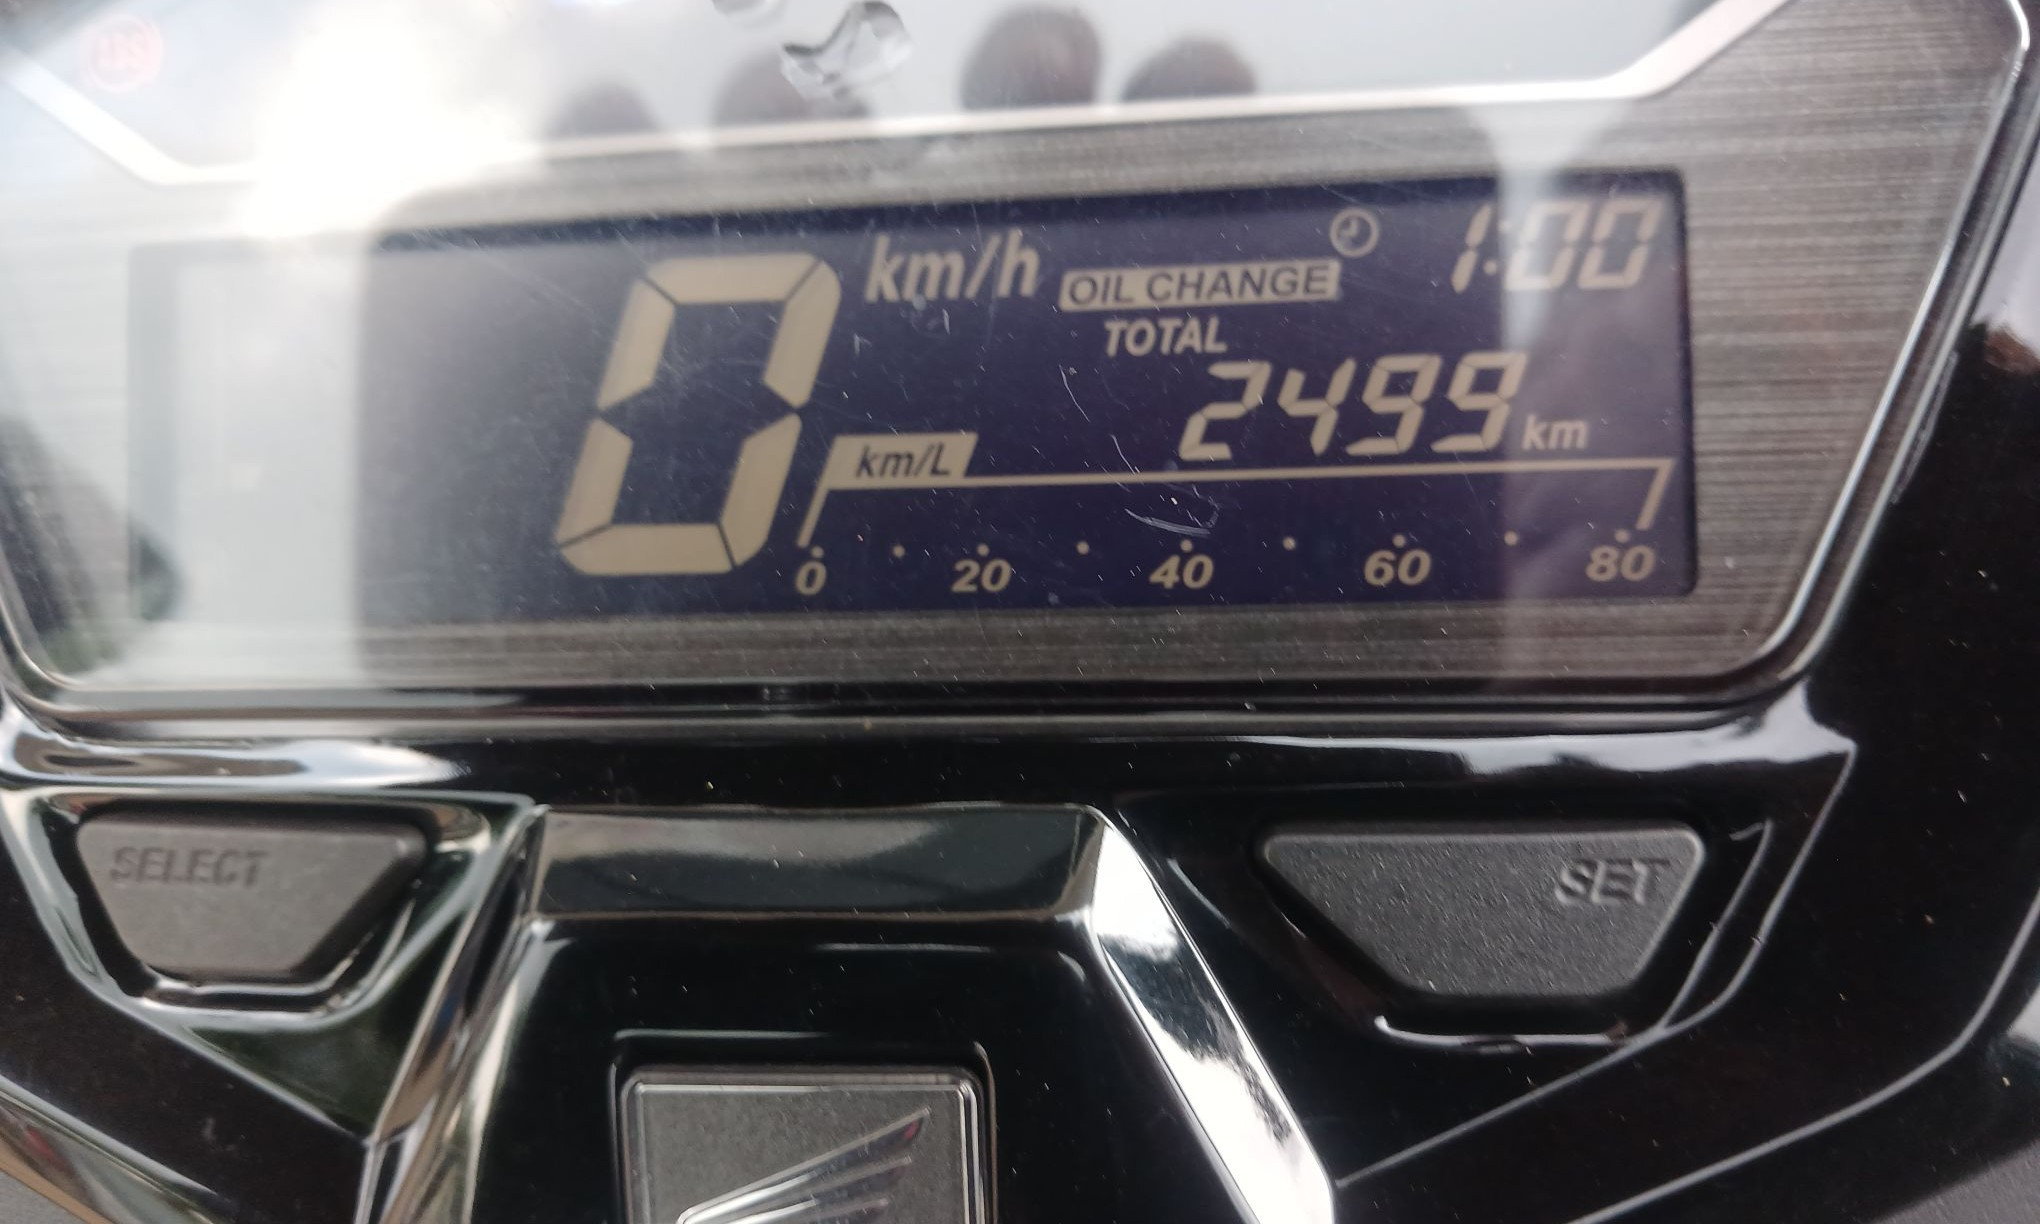 km/h
OIL CHANGE
1:00
TOTAL
2499 km
0
km/L
0 20 40 60 80
SELECT
SET